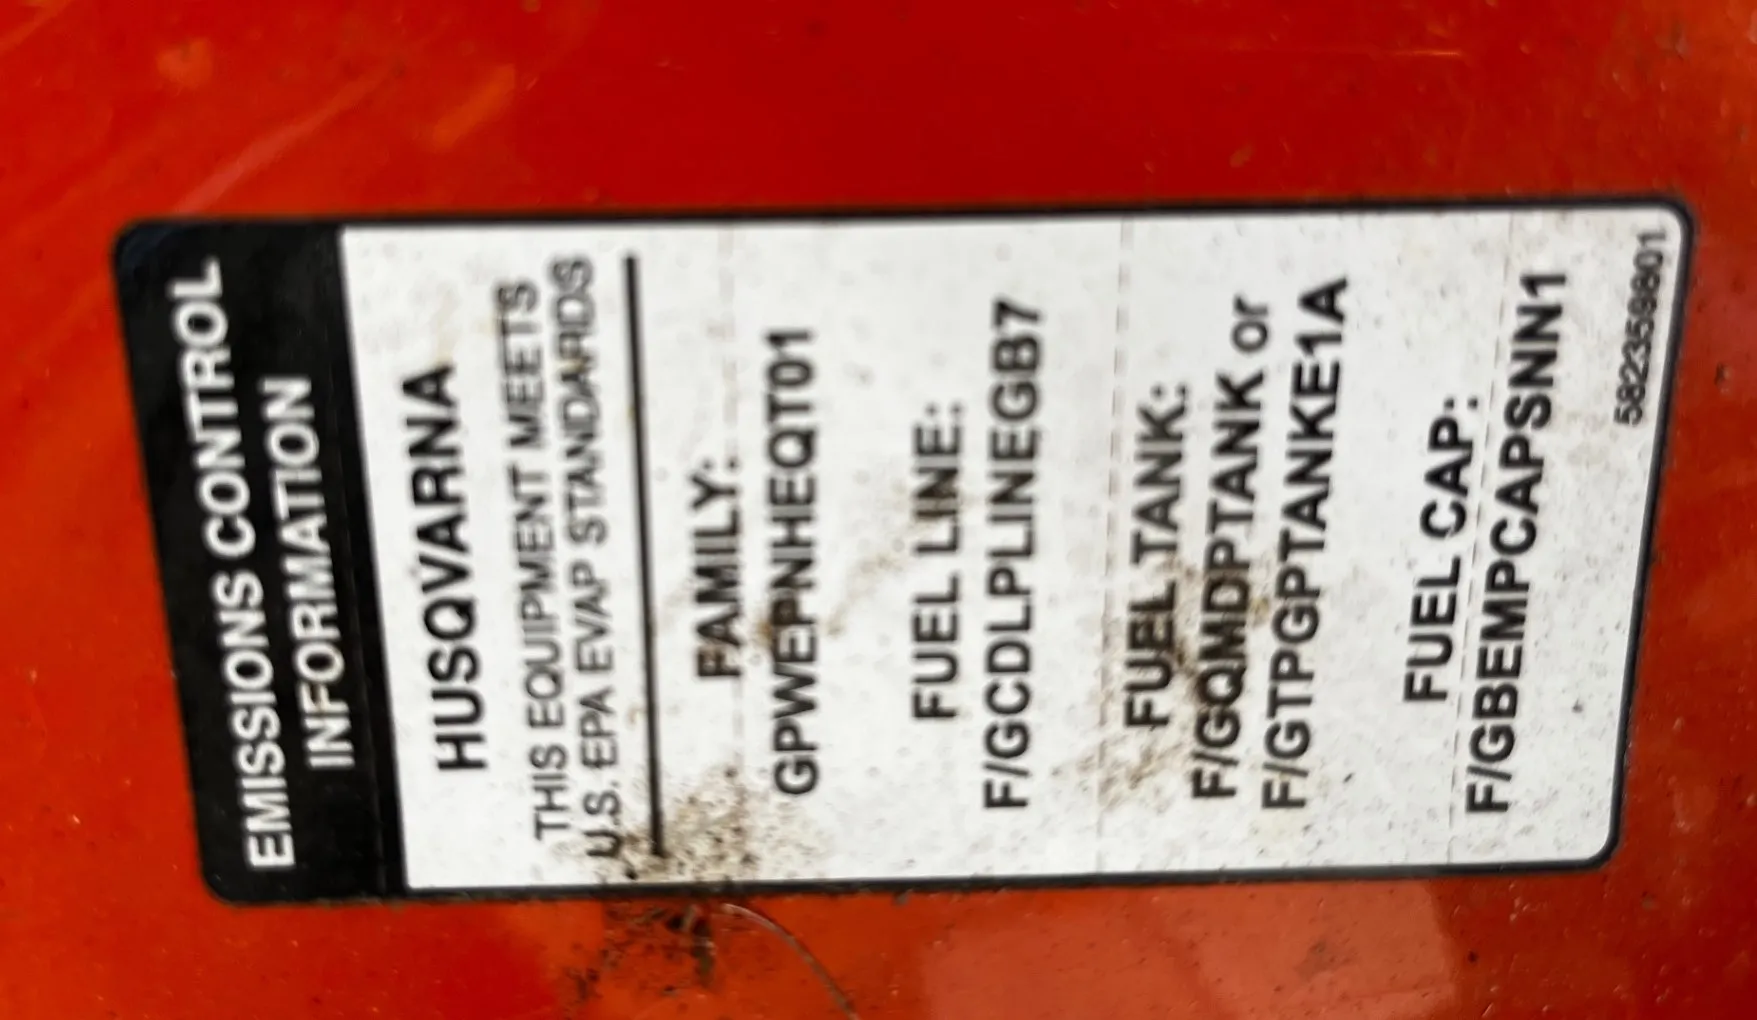 EMISSIONS CONTROL
INFORMATION
HUSQVARNA
THIS EQUIPMENT MEETS
U.S. EPA EVAP STANDARDS
FAMILY:
GPWEPNHEQT01
FUEL LINE:
F/GCDLPLINEGB7
FUEL TANK:
F/GQMDPTANK or
F/GTPGPTANKE1A
FUEL CAP:
F/GBEMPCAPSNN1
582359801